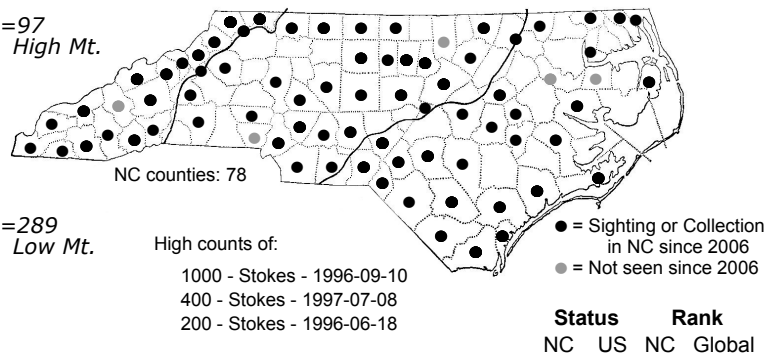 =97
High Mt.
NC counties: 78
=289
Low Mt.
High counts of:
1000 - Stokes - 1996-09-10
400 - Stokes - 1997-07-08
200 - Stokes - 1996-06-18
= Sighting or Collection
in NC since 2006
= Not seen since 2006
Status Rank
NC US NC Global